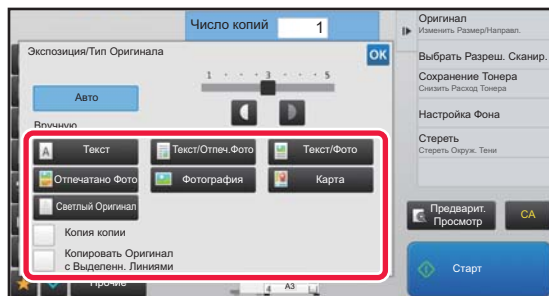 Число копий 1
Экспозиция/Тип Оригинала
OK
1 3 5
Авто
Вручную
Текст
Текст/Отпеч.Фото
Текст/Фото
Отпечатано Фото
Фотография
Карта
Светлый Оригинал
Копия копии
Копировать Оригинал
с Выделенн. Линиями
Прочие
4 A3
Оригинал
Изменить Размер/Направл.
Выбрать Разреш. Сканир.
Сохранение Тонера
Снизить Расход Тонера
Настройка Фона
Стереть
Стереть Окруж. Тени
Предварит.
Просмотр
CA
Старт